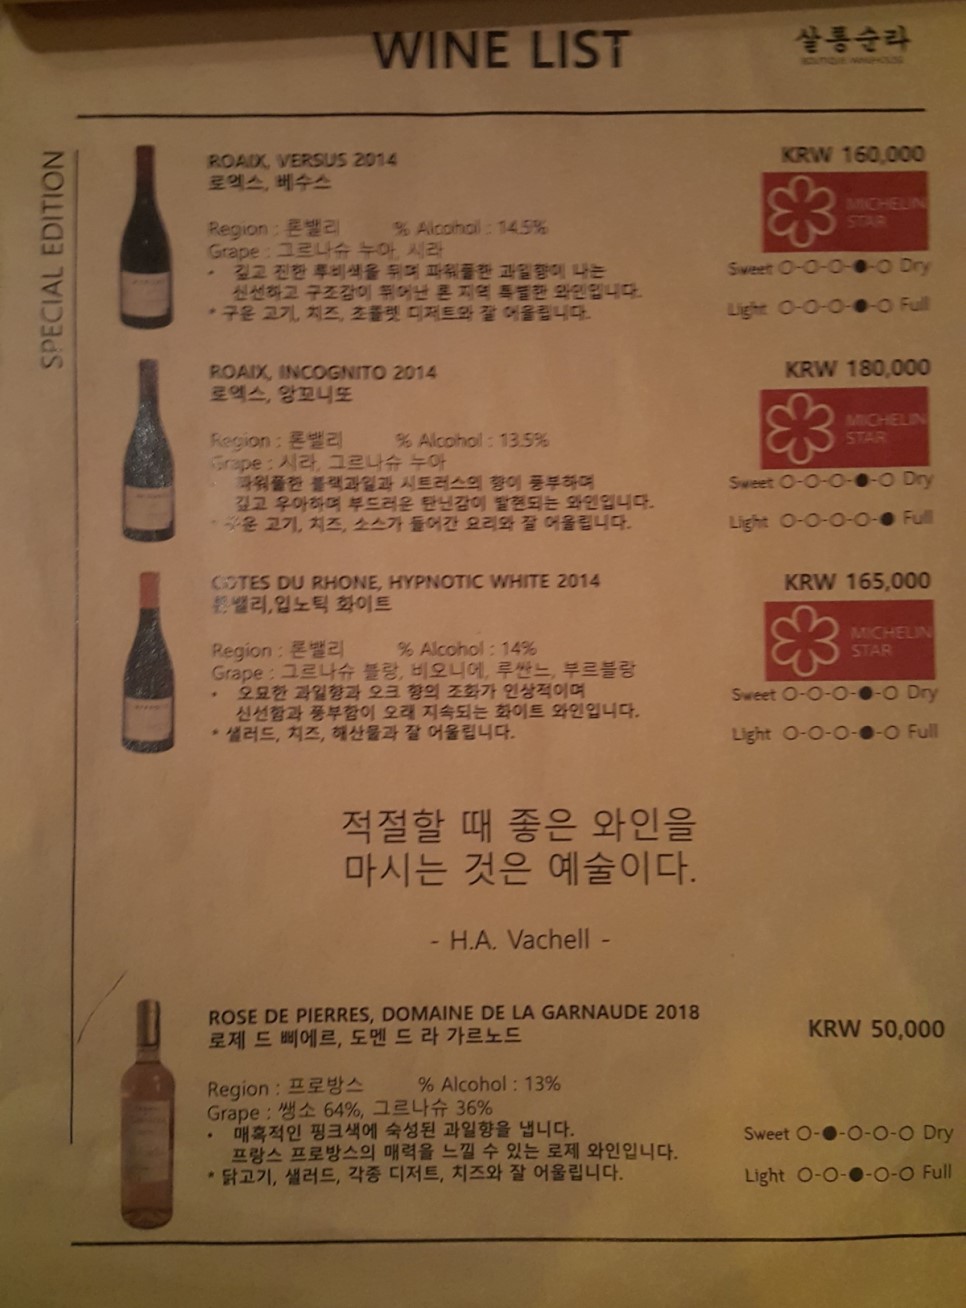 WINE LIST
살롱순라
BOUTIQUE WINEHOUSE
SPECIAL EDITION
ROAIX, VERSUS 2014
KRW 160,000
로엑스, 베수스
MICHELIN
STAR
Region : 론밸리 % Alcohol : 14.5%
Grape : 그르나슈 누아, 시라
• 깊고 진한 루비색을 뛰며 파워풀한 과일향이 나는
신선하고 구조감이 뛰어난 론 지역 특별한 와인입니다.
* 구운 고기, 치즈, 초콜렛 디저트와 잘 어울립니다.
Sweet O-O-O-●-O Dry
Light O-O-O-●-O Full
ROAIX, INCOGNITO 2014
KRW 180,000
로엑스, 앙꼬니또
MICHELIN
STAR
Region : 론밸리 % Alcohol : 13.5%
Grape : 시라, 그르나슈 누아
파워풀한 블랙과일과 시트러스의 향이 풍부하며
깊고 우아하며 부드러운 탄닌감이 발현되는 와인입니다.
* 구운 고기, 치즈, 소스가 들어간 요리와 잘 어울립니다.
Sweet O-O-O-●-O Dry
Light O-O-O-O-● Full
COTES DU RHONE, HYPNOTIC WHITE 2014
KRW 165,000
론밸리,입노틱 화이트
MICHELIN
STAR
Region : 론밸리 % Alcohol : 14%
Grape : 그르나슈 블랑, 비오니에, 루싼느, 부르블랑
• 오묘한 과일향과 오크 향의 조화가 인상적이며
신선함과 풍부함이 오래 지속되는 화이트 와인입니다.
* 샐러드, 치즈, 해산물과 잘 어울립니다.
Sweet O-O-O-●-O Dry
Light O-O-O-●-O Full
적절할 때 좋은 와인을
마시는 것은 예술이다.
- H.A. Vachell -
ROSE DE PIERRES, DOMAINE DE LA GARNAUDE 2018
KRW 50,000
로제 드 삐에르, 도멘 드 라 가르노드
Region : 프로방스 % Alcohol : 13%
Grape : 쌩소 64%, 그르나슈 36%
• 매혹적인 핑크색에 숙성된 과일향을 냅니다.
프랑스 프로방스의 매력을 느낄 수 있는 로제 와인입니다.
* 닭고기, 샐러드, 각종 디저트, 치즈와 잘 어울립니다.
Sweet O-●-O-O-O Dry
Light O-O-●-O-O Full